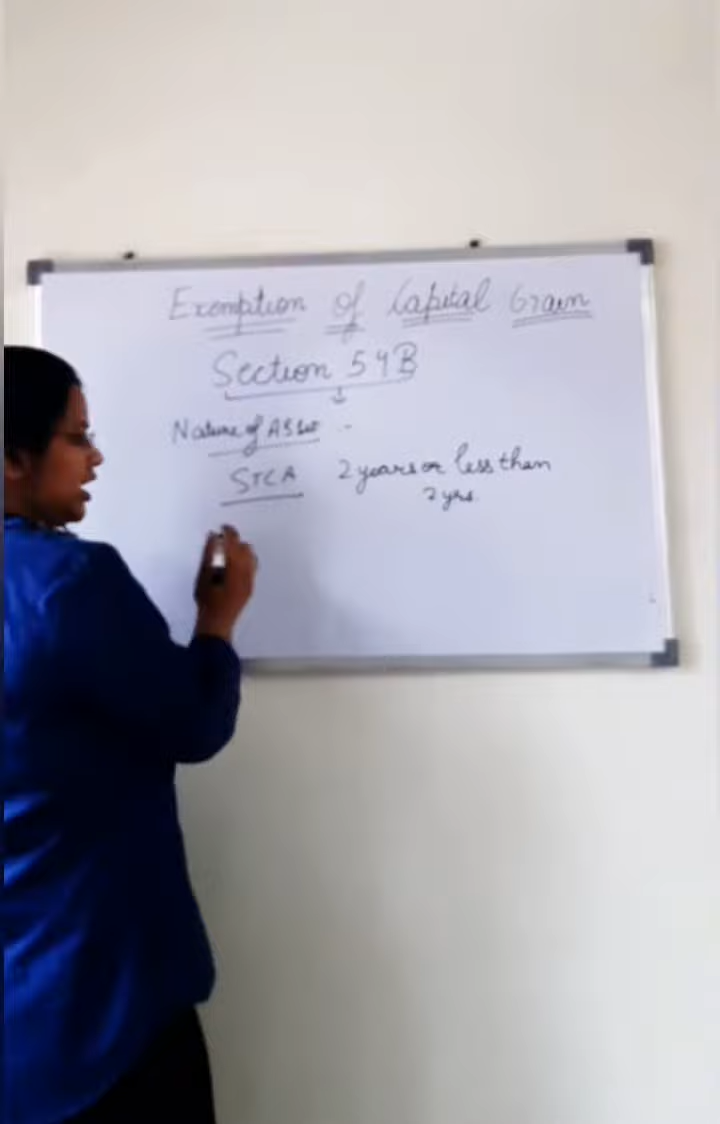 Exemption of Capital Gain
Section 54B
Nature of Asset -
STCA 2 years or less than
2 yrs.